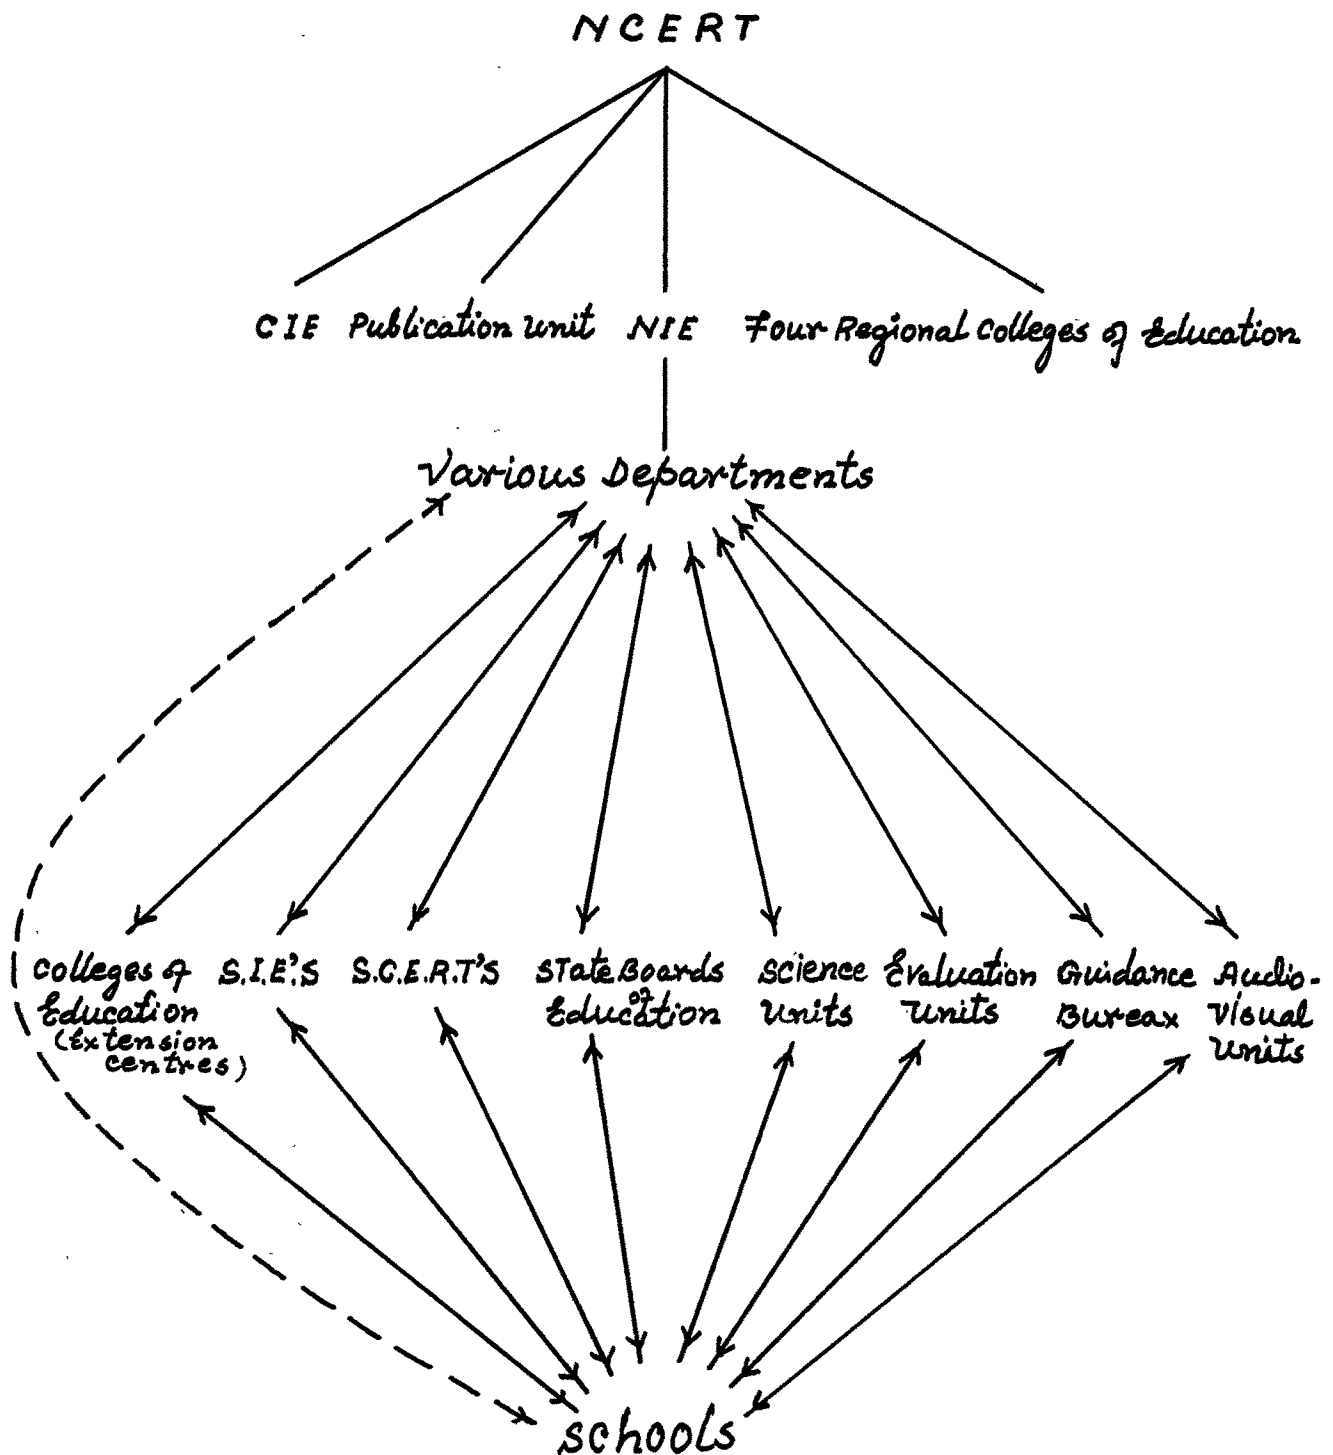 NCERT
CIE Publication Unit NIE Four Regional Colleges of Education
Various Departments
Colleges of
Education
(Extension
centres)
S.I.E'.S
S.C.E.R.T'S
State Boards
of
Education
Science
Units
Evaluation
Units
Guidance
Bureax
Audio-
Visual
Units
Schools